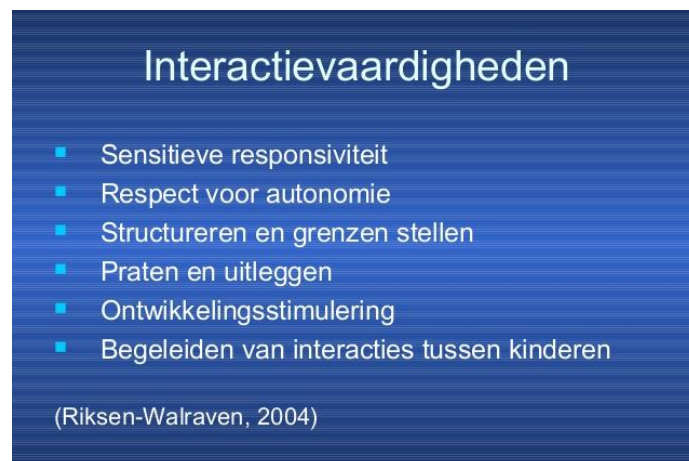 Interactievaardigheden
Sensitieve responsiviteit
Respect voor autonomie
Structureren en grenzen stellen
Praten en uitleggen
Ontwikkelingsstimulering
Begeleiden van interacties tussen kinderen
(Riksen-Walraven, 2004)